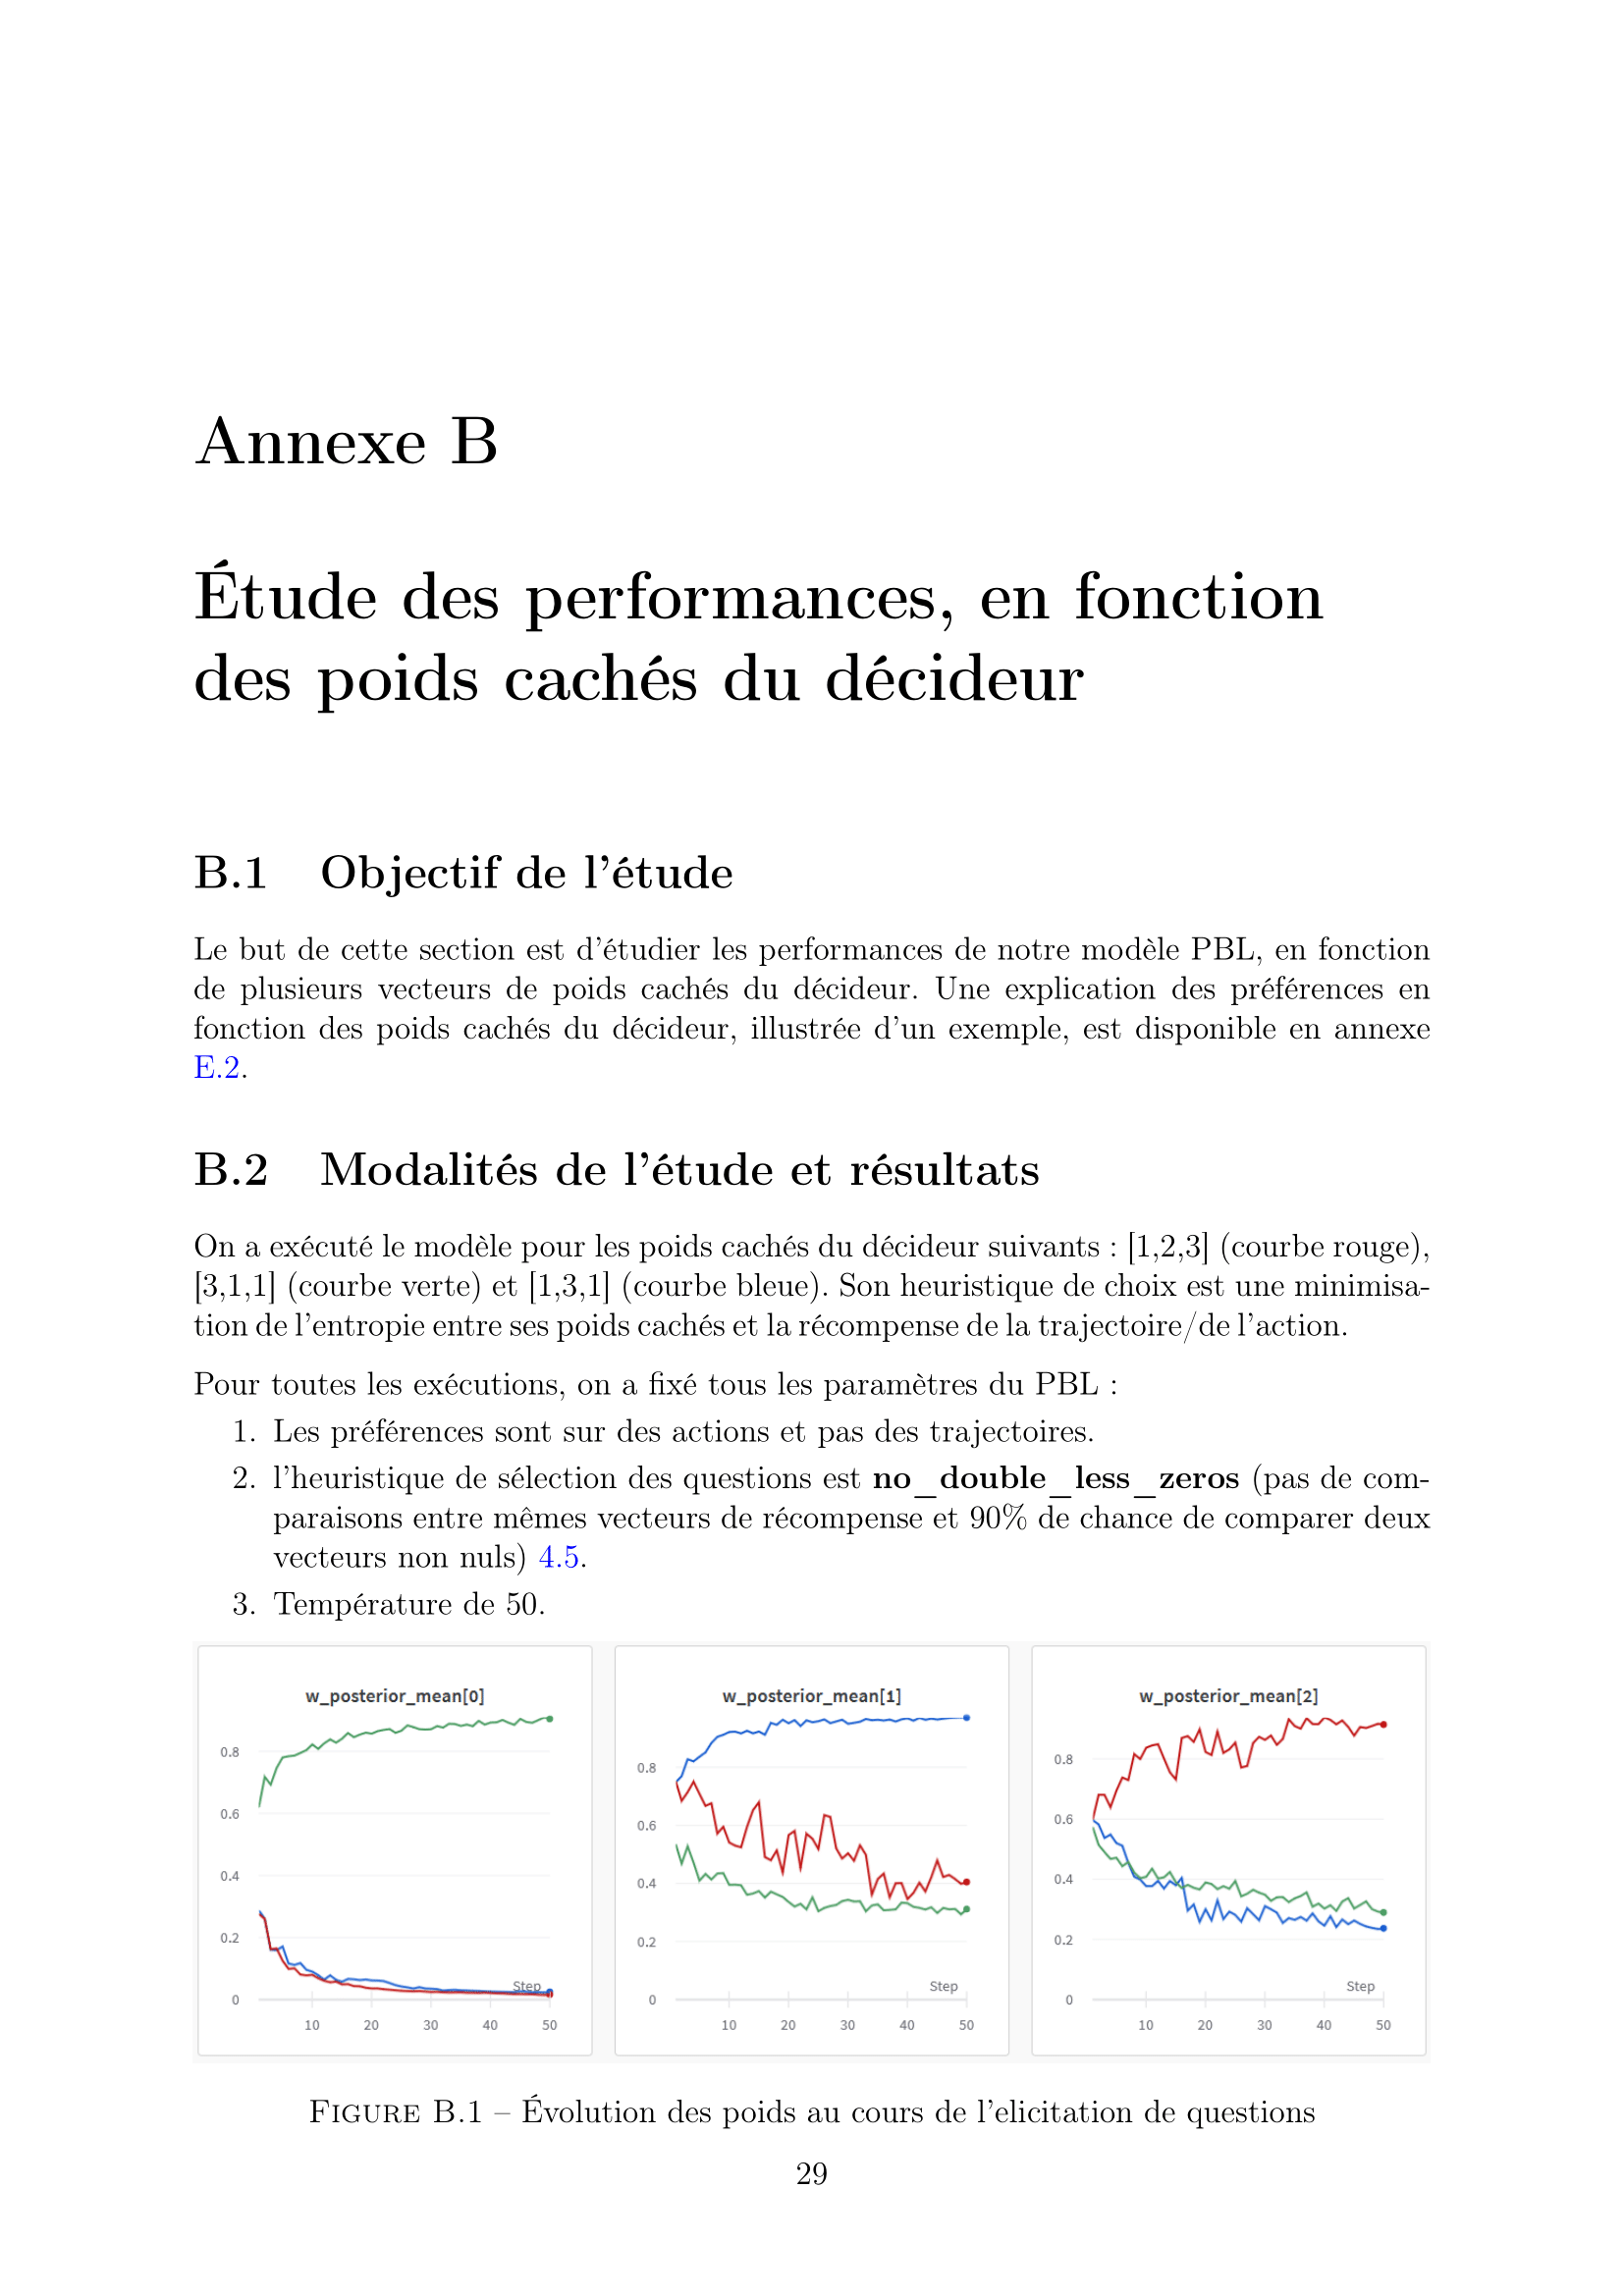 Annexe B
Étude des performances, en fonction
des poids cachés du décideur
B.1 Objectif de l'étude
Le but de cette section est d'étudier les performances de notre modèle PBL, en fonction
de plusieurs vecteurs de poids cachés du décideur. Une explication des préférences en
fonction des poids cachés du décideur, illustrée d'un exemple, est disponible en annexe
E.2.
B.2 Modalités de l'étude et résultats
On a exécuté le modèle pour les poids cachés du décideur suivants : [1,2,3] (courbe rouge),
[3,1,1] (courbe verte) et [1,3,1] (courbe bleue). Son heuristique de choix est une minimisa-
tion de l'entropie entre ses poids cachés et la récompense de la trajectoire/de l'action.
Pour toutes les exécutions, on a fixé tous les paramètres du PBL :
1. Les préférences sont sur des actions et pas des trajectoires.
2. l'heuristique de sélection des questions est no_double_less_zeros (pas de com-
paraisons entre mêmes vecteurs de récompense et 90% de chance de comparer deux
vecteurs non nuls) 4.5.
3. Température de 50.
w_posterior_mean[0]
0.8
0.6
0.4
0.2
0
Step
10 20 30 40 50
w_posterior_mean[1]
0.8
0.6
0.4
0.2
0
Step
10 20 30 40 50
w_posterior_mean[2]
0.8
0.6
0.4
0.2
0
Step
10 20 30 40 50
FIGURE B.1 – Évolution des poids au cours de l'elicitation de questions
29